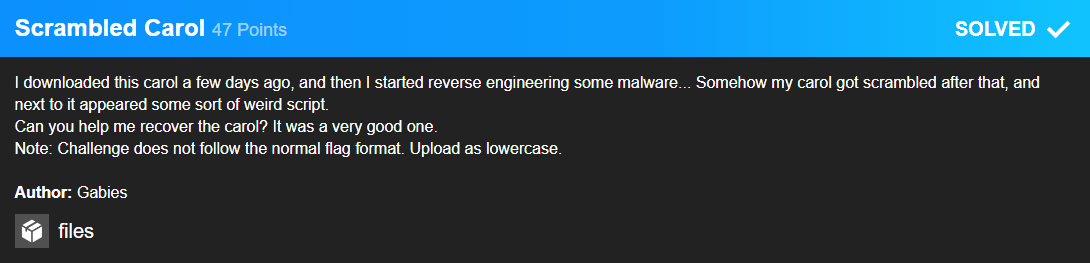 Scrambled Carol 47 Points SOLVED
I downloaded this carol a few days ago, and then I started reverse engineering some malware... Somehow my carol got scrambled after that, and
next to it appeared some sort of weird script.
Can you help me recover the carol? It was a very good one.
Note: Challenge does not follow the normal flag format. Upload as lowercase.
Author: Gabies
files